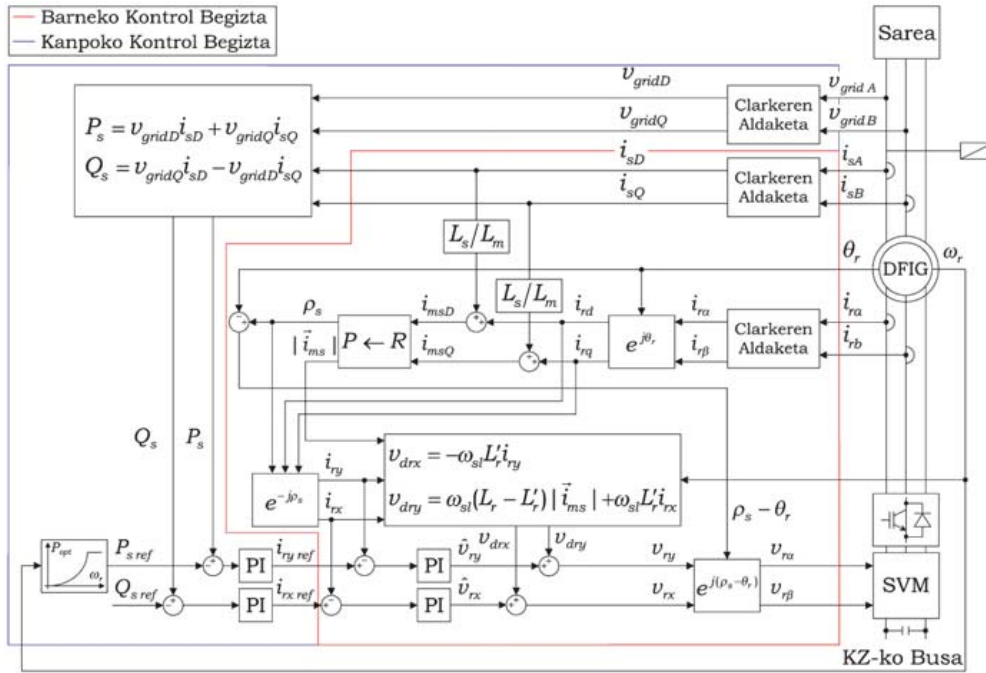 Barneko Kontrol Begizta
Kanpoko Kontrol Begizta
Sarea
v_gridD
v_grid A
Clarkeren
Aldaketa
v_gridQ
v_grid B
P_s = v_gridD i_sD + v_gridQ i_sQ
Q_s = v_gridQ i_sD − v_gridD i_sQ
i_sD
i_sA
Clarkeren
Aldaketa
i_sQ
i_sB
L_s/L_m
L_s/L_m
θ_r
DFIG
ω_r
ρ_s
i_msD
i_rd
i_rα
i_ra
|i⃗_ms|
P ← R
i_msQ
i_rq
e^{jθ_r}
i_rβ
Clarkeren
Aldaketa
i_rb
Q_s
P_s
i_ry
e^{-jρ_s}
i_rx
v_drx = −ω_sl L'_r i_ry
v_dry = ω_sl(L_r − L'_r)|i⃗_ms| + ω_sl L'_r i_rx
ρ_s − θ_r
v_drx
v_dry
P_opt
ω_r
P_s ref
PI
i_ry ref
PI
v̂_ry
v_ry
e^{j(ρ_s−θ_r)}
v_rα
SVM
Q_s ref
PI
i_rx ref
PI
v̂_rx
v_rx
v_rβ
KZ-ko Busa